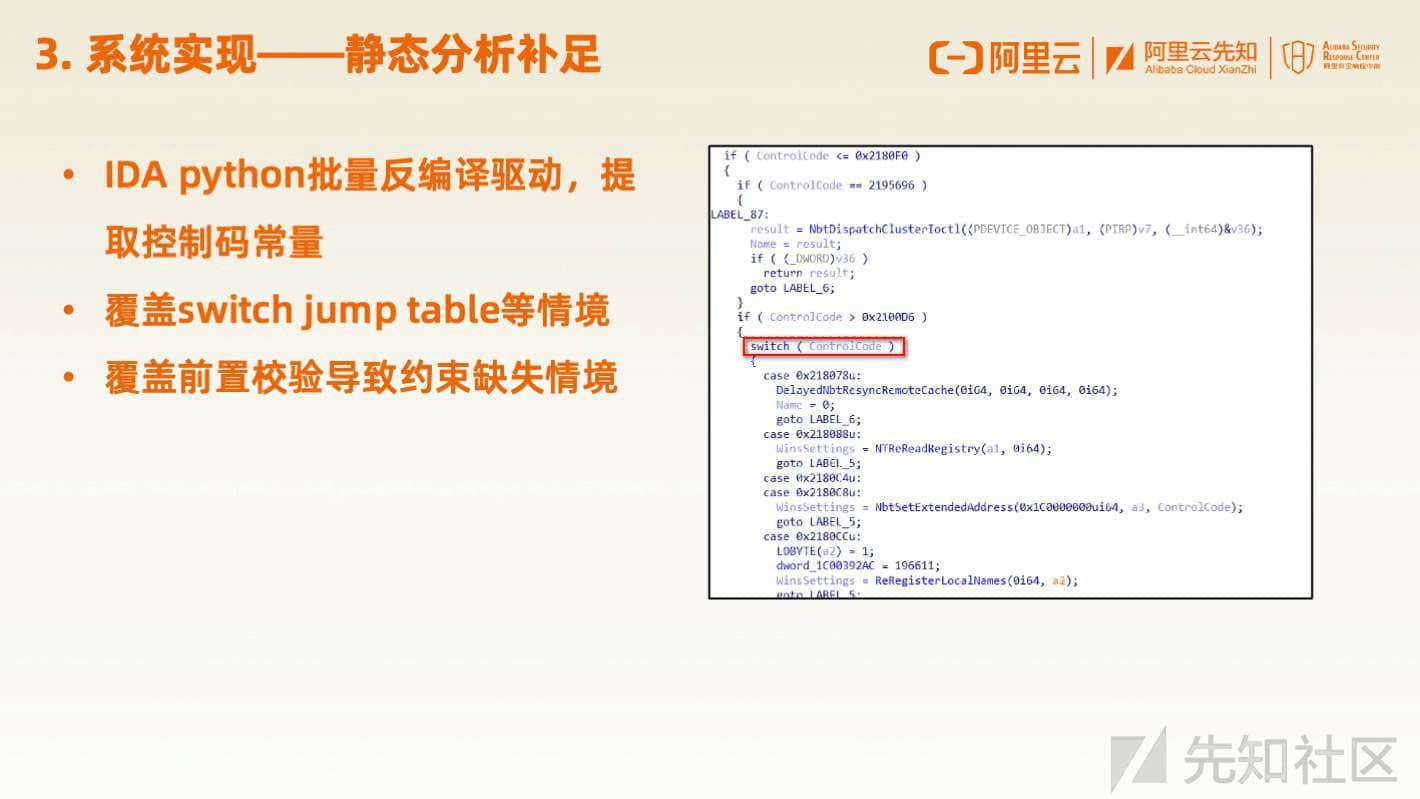 3. 系统实现——静态分析补足
阿里云
阿里云先知
Alibaba Cloud XianZhi
ALIBABA SECURITY
RESPONSE CENTER
阿里安全响应中心
• IDA python批量反编译驱动，提
取控制码常量
• 覆盖switch jump table等情境
• 覆盖前置校验导致约束缺失情境
if ( ControlCode <= 0x2180F0 )
{
if ( ControlCode == 2195696 )
{
LABEL_87:
result = NbtDispatchClusterIoctl((PDEVICE_OBJECT)a1, (PIRP)v7, (__int64)&v36);
Name = result;
if ( (_DWORD)v36 )
return result;
goto LABEL_6;
}
if ( ControlCode > 0x2100D6 )
{
switch ( ControlCode )
{
case 0x218078u:
DelayedNbtResyncRemoteCache(0i64, 0i64, 0i64, 0i64);
Name = 0;
goto LABEL_6;
case 0x218088u:
WinsSettings = NTReReadRegistry(a1, 0i64);
goto LABEL_5;
case 0x2180C4u:
case 0x2180C8u:
WinsSettings = NbtSetExtendedAddress(0x1C0000000ui64, a3, ControlCode);
goto LABEL_5;
case 0x2180CCu:
LOBYTE(a2) = 1;
dword_1C00392AC = 196611;
WinsSettings = ReRegisterLocalNames(0i64, a2);
goto LABEL_5;
先知社区